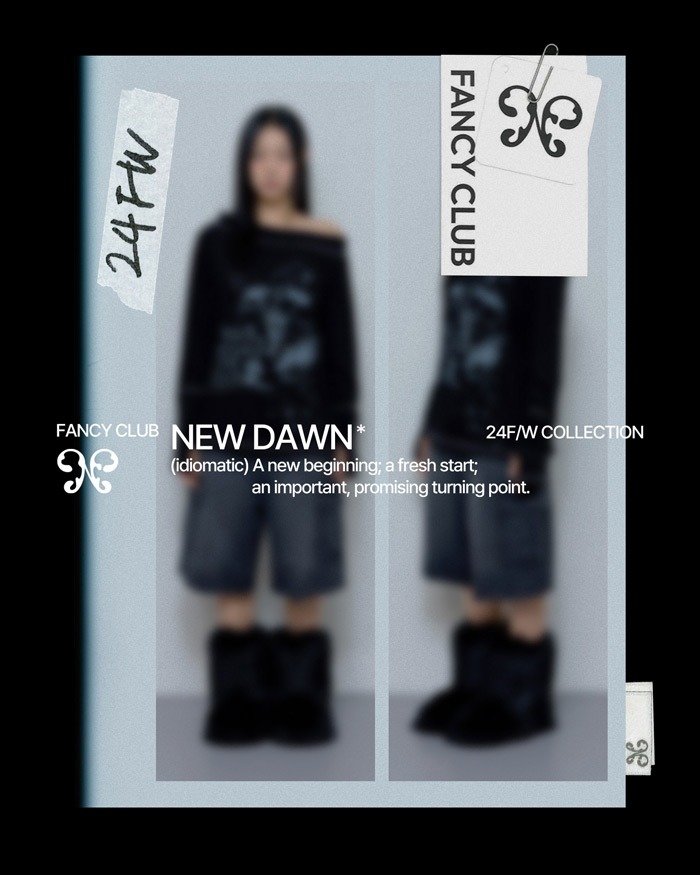 24FW
FANCY CLUB
FANCY CLUB
NEW DAWN*
(idiomatic) A new beginning; a fresh start;
an important, promising turning point.
24F/W COLLECTION